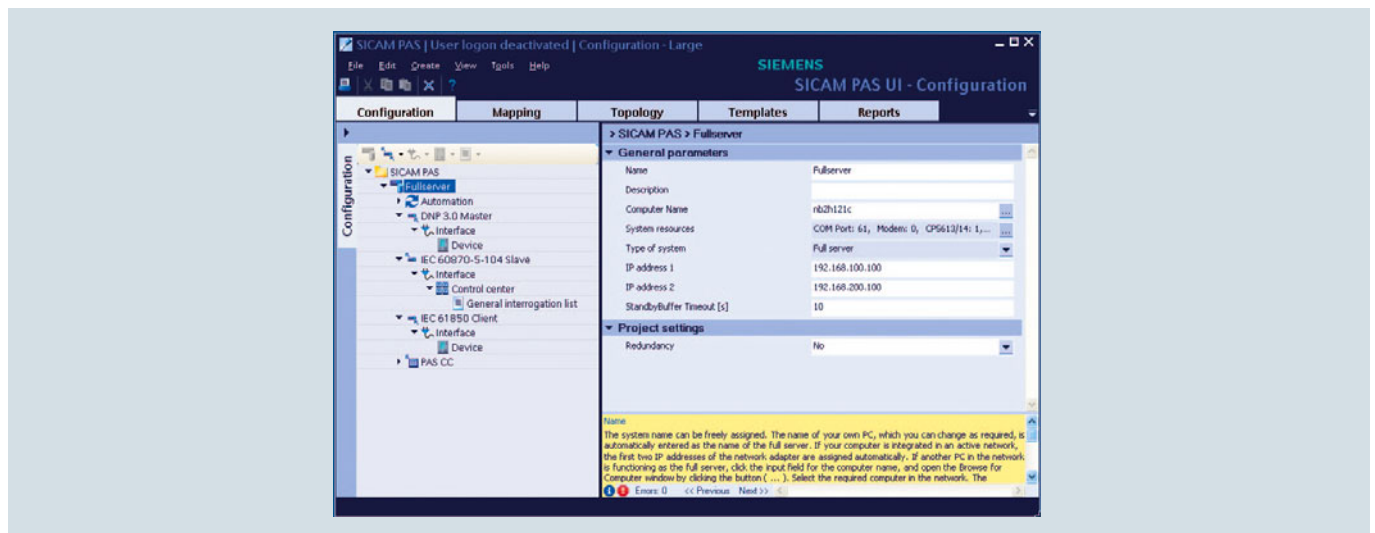 SICAM PAS | User logon deactivated | Configuration - Large
File Edit Create View Tools Help
SIEMENS
SICAM PAS UI - Configuration
Configuration Mapping Topology Templates Reports
Configuration
SICAM PAS
Fullserver
Automation
DNP 3.0 Master
Interface
Device
IEC 60870-5-104 Slave
Interface
Control center
General interrogation list
IEC 61850 Client
Interface
Device
PAS CC
> SICAM PAS > Fullserver
General parameters
Name Fullserver
Description
Computer Name nb2h121c ...
System resources COM Port: 61, Modem: 0, CP5613/14: 1,... ...
Type of system Full server
IP address 1 192.168.100.100
IP address 2 192.168.200.100
StandbyBuffer Timeout [s] 10
Project settings
Redundancy No
Name
The system name can be freely assigned. The name of your own PC, which you can change as required, is
automatically entered as the name of the full server. If your computer is integrated in an active network,
the first two IP addresses of the network adapter are assigned automatically. If another PC in the network
is functioning as the full server, click the input field for the computer name, and open the Browse for
Computer window by clicking the button ( ... ). Select the required computer in the network. The
Errors: 0 << Previous Next >>